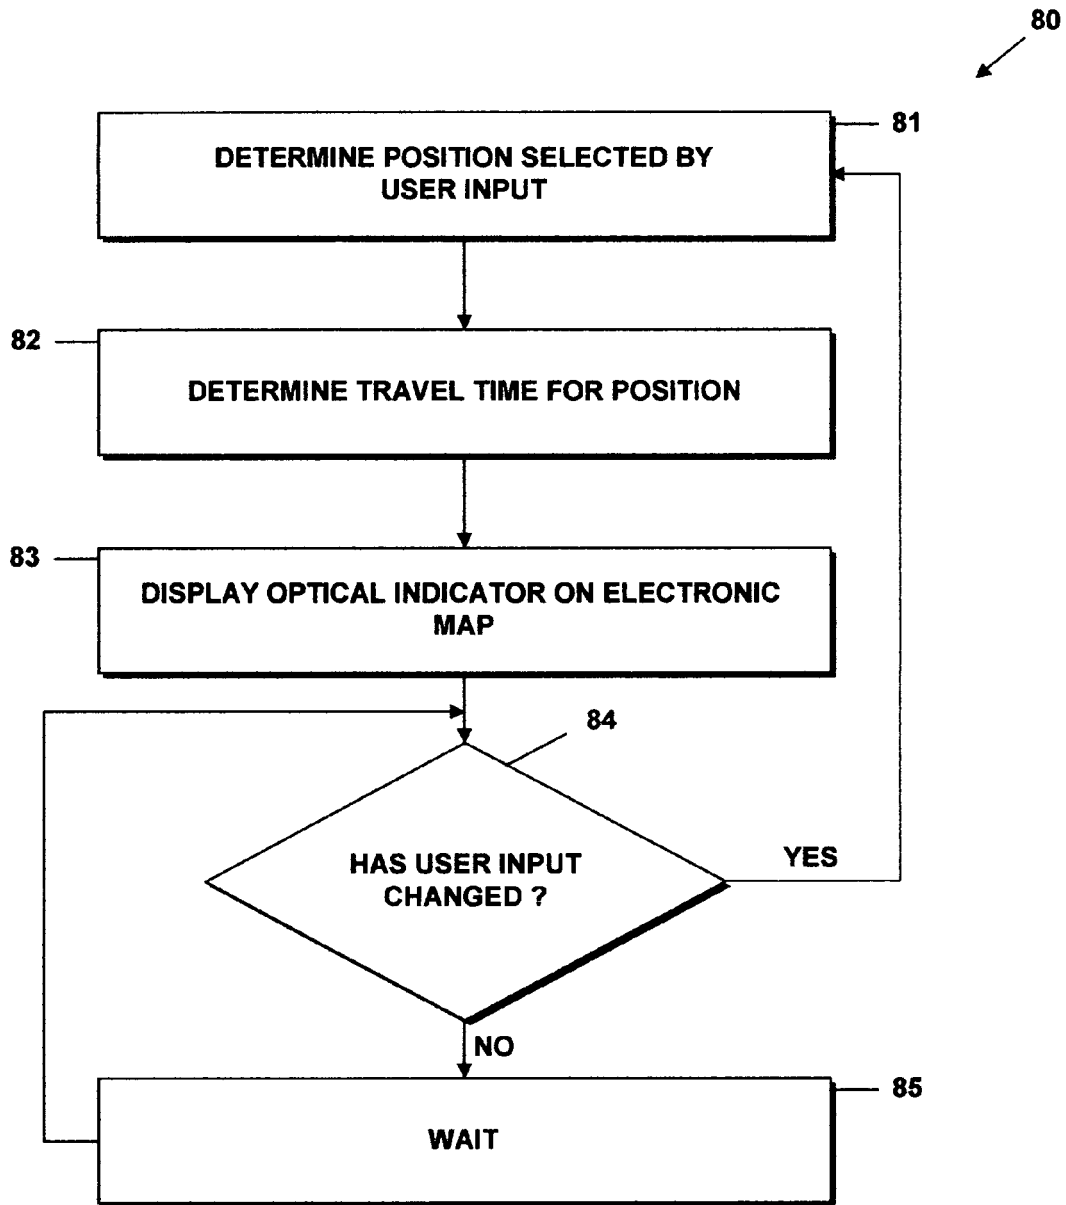 80
81
DETERMINE POSITION SELECTED BY
USER INPUT
82
DETERMINE TRAVEL TIME FOR POSITION
83
DISPLAY OPTICAL INDICATOR ON ELECTRONIC
MAP
84
HAS USER INPUT
CHANGED ?
YES
NO
85
WAIT